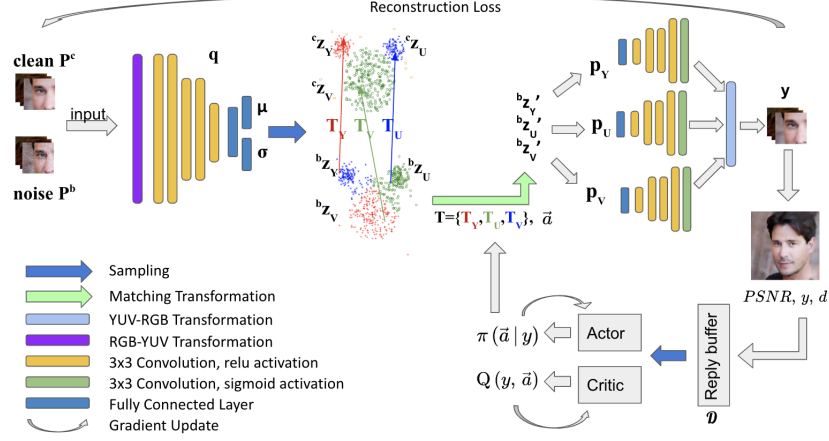 Reconstruction Loss
clean Pᶜ
input
noise Pᵇ
q
μ
σ
ᶜZ_Y
ᶜZ_U
ᶜZ_V
T_Y
T_V
T_U
ᵇZ_Y
ᵇZ_U
ᵇZ_V
T={T_Y,T_U,T_V}, a⃗
ᵇZ_Y′
ᵇZ_U′
ᵇZ_V′
p_Y
p_U
p_V
y
PSNR, y, d
Reply buffer
𝒟
Actor
Critic
π(a⃗ | y)
Q(y, a⃗)
Sampling
Matching Transformation
YUV-RGB Transformation
RGB-YUV Transformation
3x3 Convolution, relu activation
3x3 Convolution, sigmoid activation
Fully Connected Layer
Gradient Update